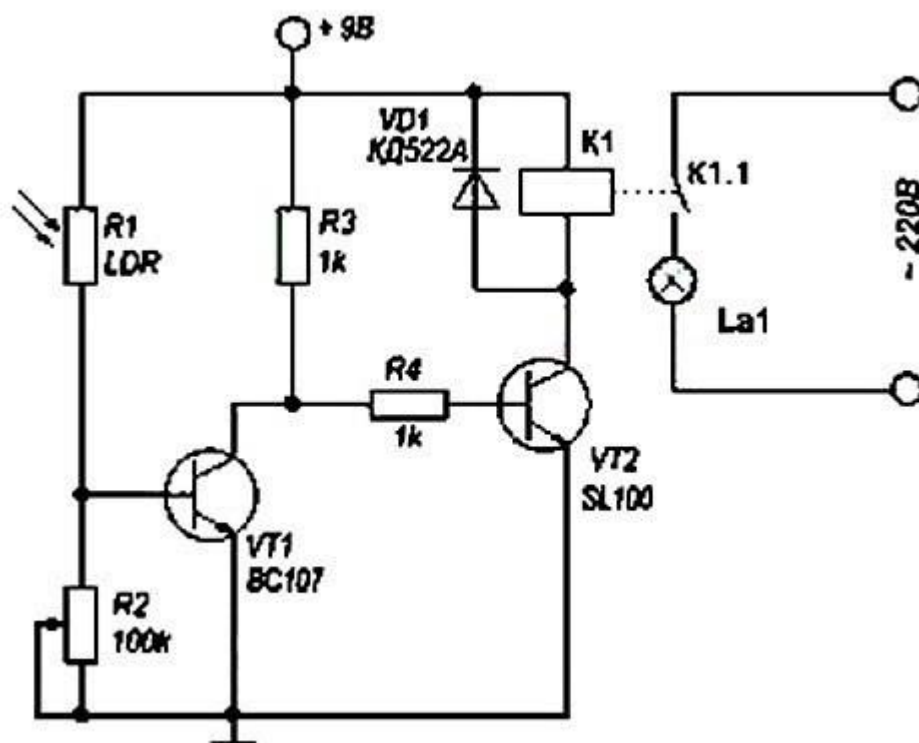 + 9В
VD1
КД522А
K1
K1.1
~ 220В
R1
LDR
R3
1k
La1
R4
1k
VT2
SL100
VT1
BC107
R2
100k